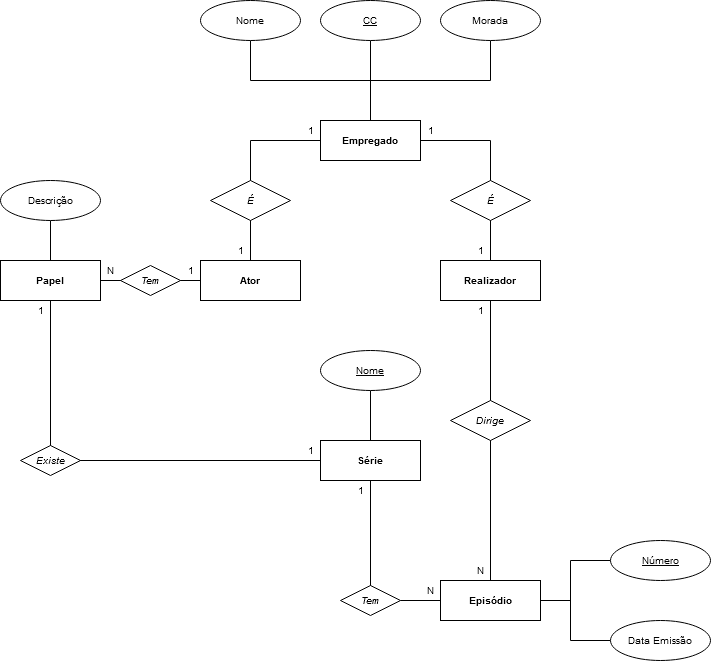 Nome
CC
Morada
1
Empregado
1
É
É
Descrição
1
1
Papel
N
Tem
1
Ator
Realizador
1
1
Nome
Dirige
Existe
1
Série
1
N
Número
Tem
N
Episódio
Data Emissão